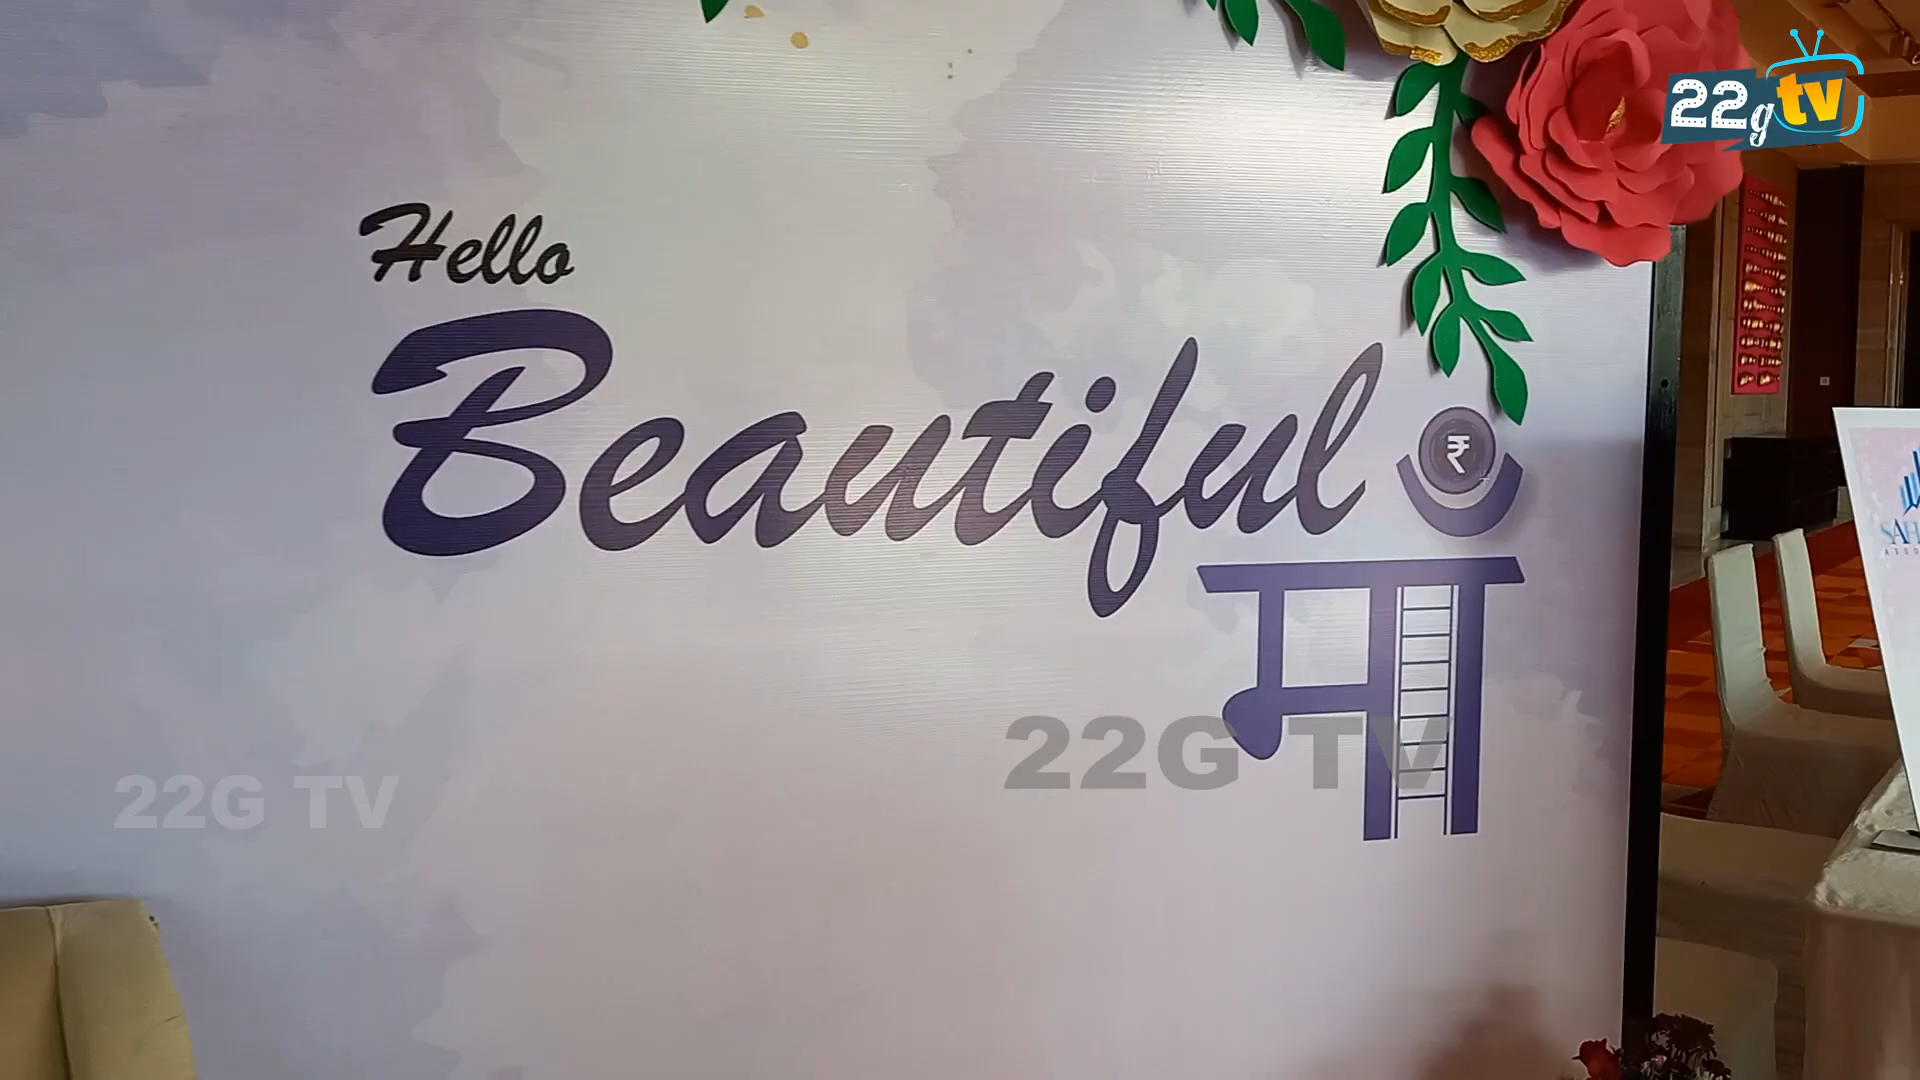 22g tv
Hello
Beautiful
₹
माँ
22G TV
22G TV